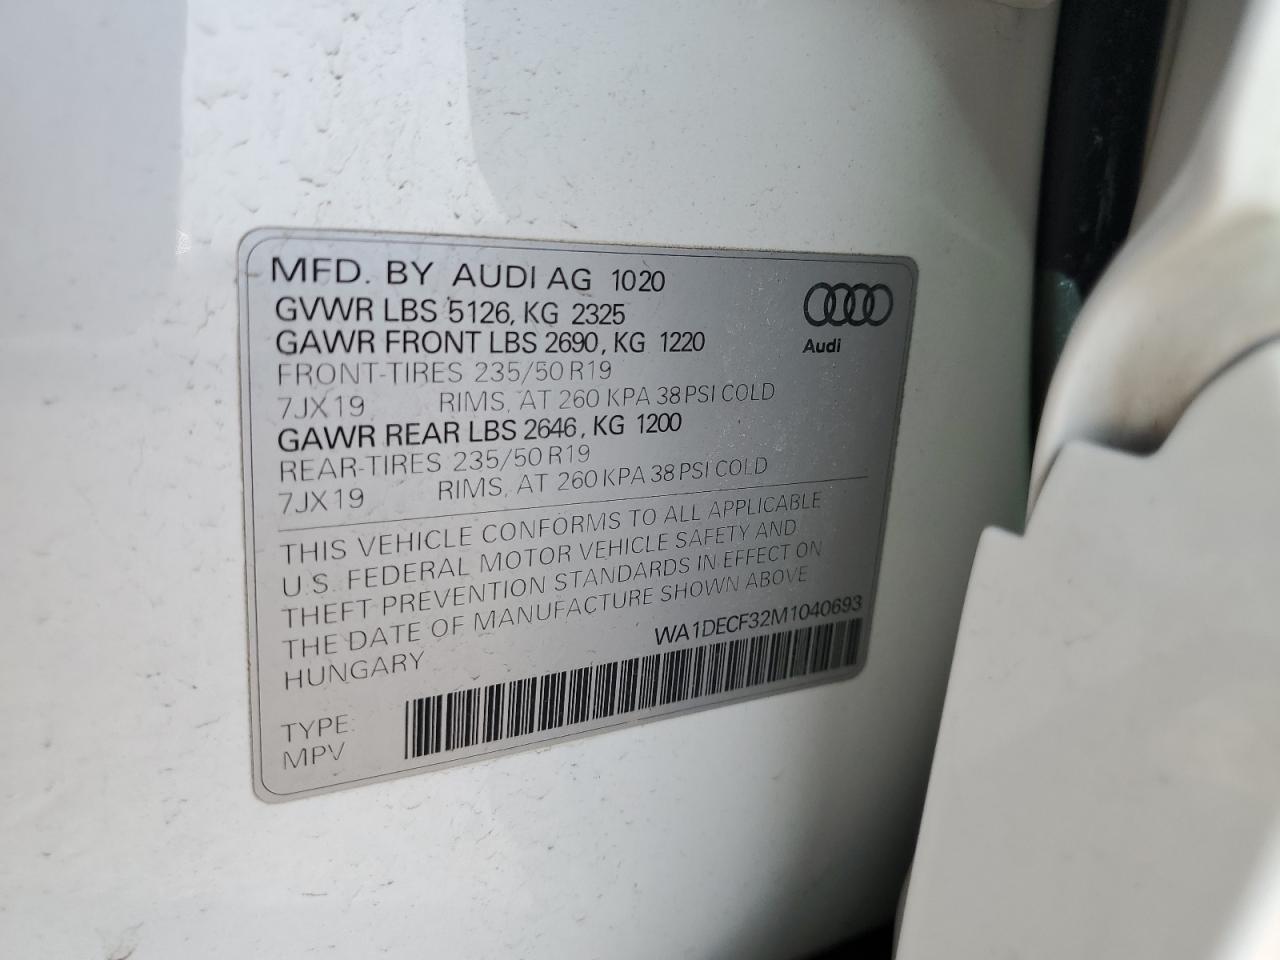 MFD. BY AUDI AG 1020
GVWR LBS 5126, KG 2325
GAWR FRONT LBS 2690, KG 1220
FRONT-TIRES 235/50 R19
7JX19 RIMS, AT 260 KPA 38 PSI COLD
GAWR REAR LBS 2646, KG 1200
REAR-TIRES 235/50 R19
7JX19 RIMS, AT 260 KPA 38 PSI COLD
Audi
THIS VEHICLE CONFORMS TO ALL APPLICABLE
U.S. FEDERAL MOTOR VEHICLE SAFETY AND
THEFT PREVENTION STANDARDS IN EFFECT ON
THE DATE OF MANUFACTURE SHOWN ABOVE
HUNGARY
WA1DECF32M1040693
TYPE:
MPV